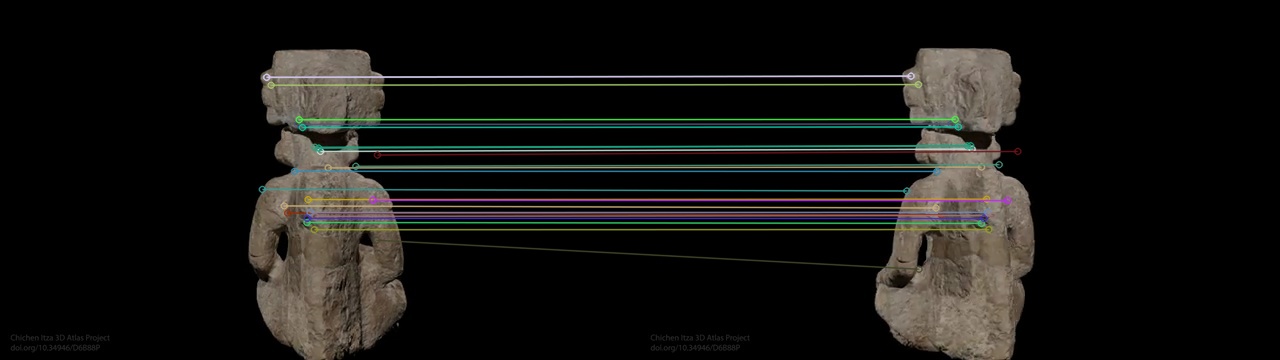 Chichen Itza 3D Atlas Project
doi.org/10.34946/D6B88P
Chichen Itza 3D Atlas Project
doi.org/10.34946/D6B88P